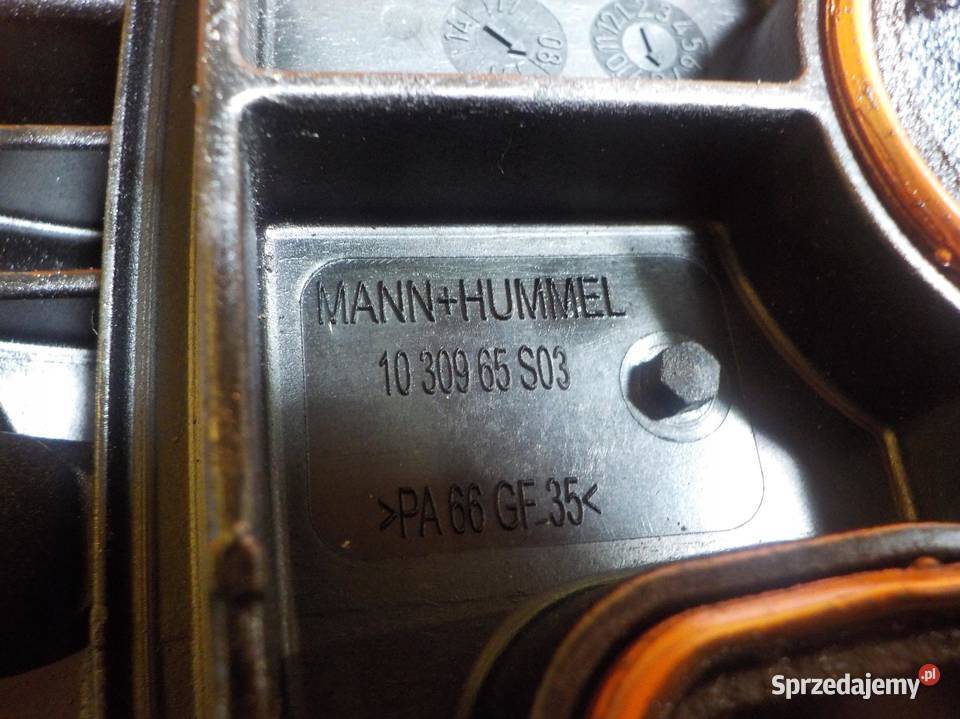 MANN+HUMMEL
10 309 65 S03
>PA 66 GF 35<
Sprzedajemy.pl